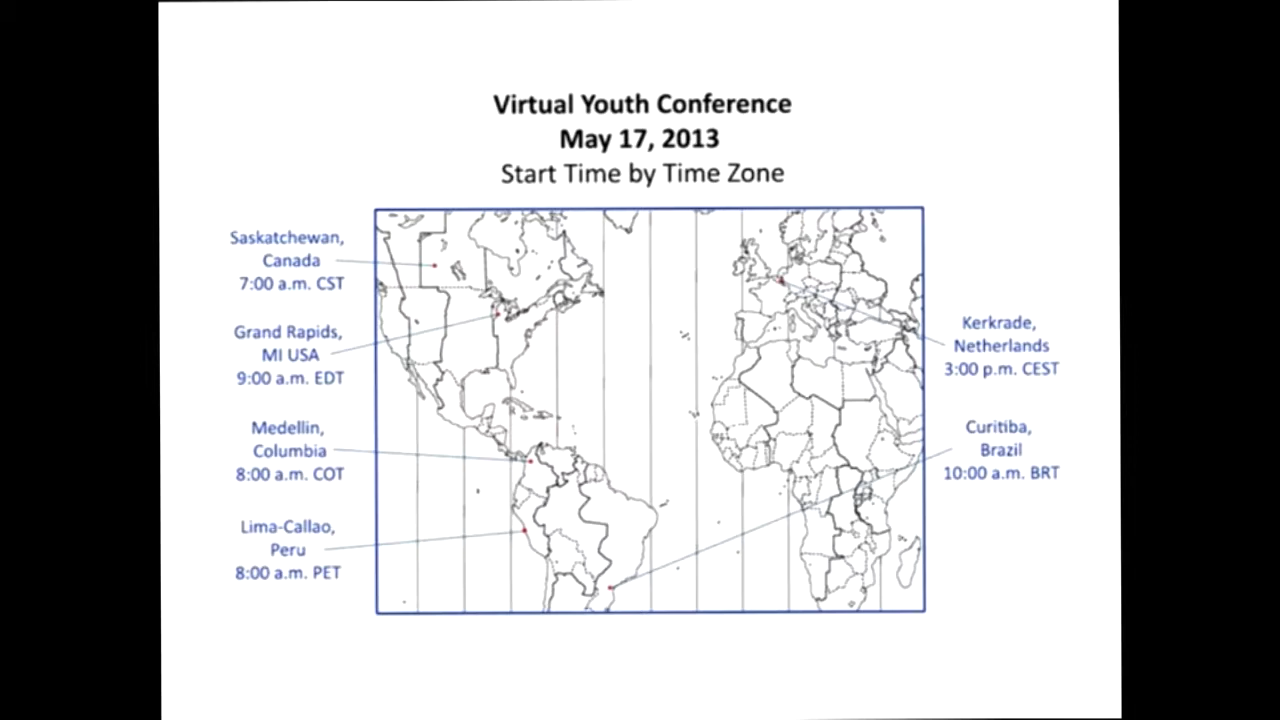 Virtual Youth Conference
May 17, 2013
Start Time by Time Zone
Saskatchewan,
Canada
7:00 a.m. CST
Grand Rapids,
MI USA
9:00 a.m. EDT
Medellin,
Columbia
8:00 a.m. COT
Lima-Callao,
Peru
8:00 a.m. PET
Kerkrade,
Netherlands
3:00 p.m. CEST
Curitiba,
Brazil
10:00 a.m. BRT